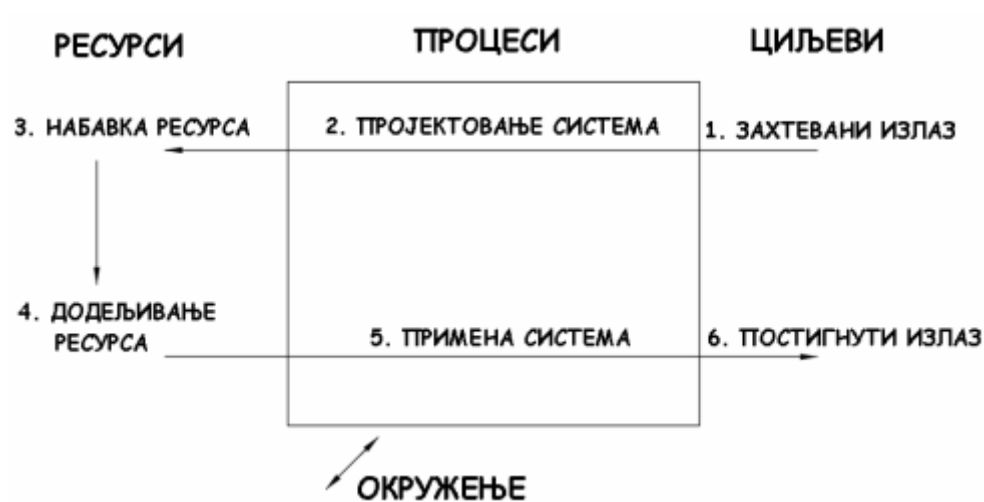 РЕСУРСИ ПРОЦЕСИ ЦИЉЕВИ
3. НАБАВКА РЕСУРСА 2. ПРОЈЕКТОВАЊЕ СИСТЕМА 1. ЗАХТЕВАНИ ИЗЛАЗ
4. ДОДЕЉИВАЊЕ
РЕСУРСА
5. ПРИМЕНА СИСТЕМА 6. ПОСТИГНУТИ ИЗЛАЗ
ОКРУЖЕЊЕ